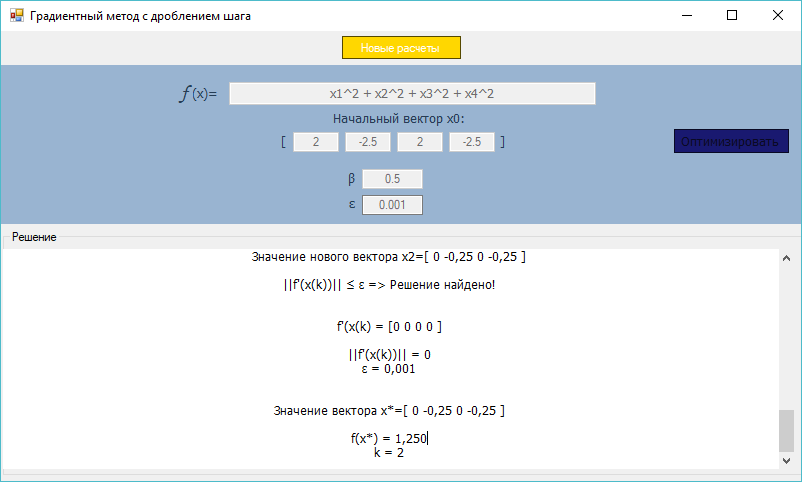 Градиентный метод с дроблением шага
Новые расчеты
f(x)= x1^2 + x2^2 + x3^2 + x4^2
Начальный вектор x0:
[ 2 -2.5 2 -2.5 ]
Оптимизировать
β 0.5
ε 0.001
Решение
Значение нового вектора x2=[ 0 -0,25 0 -0,25 ]
||f'(x(k))|| ≤ ε => Решение найдено!
f'(x(k) = [0 0 0 0 ]
||f'(x(k))|| = 0
ε = 0,001
Значение вектора x*=[ 0 -0,25 0 -0,25 ]
f(x*) = 1,250
k = 2